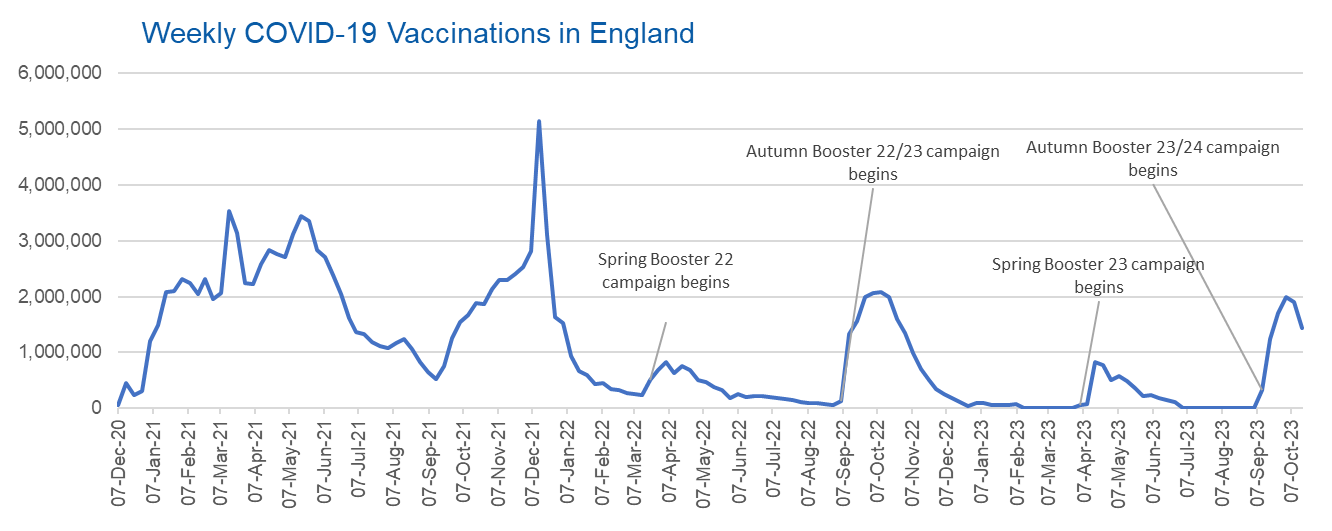 Weekly COVID-19 Vaccinations in England
6,000,000
5,000,000
4,000,000
3,000,000
2,000,000
1,000,000
0
Spring Booster 22
campaign begins
Autumn Booster 22/23 campaign
begins
Spring Booster 23 campaign
begins
Autumn Booster 23/24 campaign
begins
07-Dec-20
07-Jan-21
07-Feb-21
07-Mar-21
07-Apr-21
07-May-21
07-Jun-21
07-Jul-21
07-Aug-21
07-Sep-21
07-Oct-21
07-Nov-21
07-Dec-21
07-Jan-22
07-Feb-22
07-Mar-22
07-Apr-22
07-May-22
07-Jun-22
07-Jul-22
07-Aug-22
07-Sep-22
07-Oct-22
07-Nov-22
07-Dec-22
07-Jan-23
07-Feb-23
07-Mar-23
07-Apr-23
07-May-23
07-Jun-23
07-Jul-23
07-Aug-23
07-Sep-23
07-Oct-23